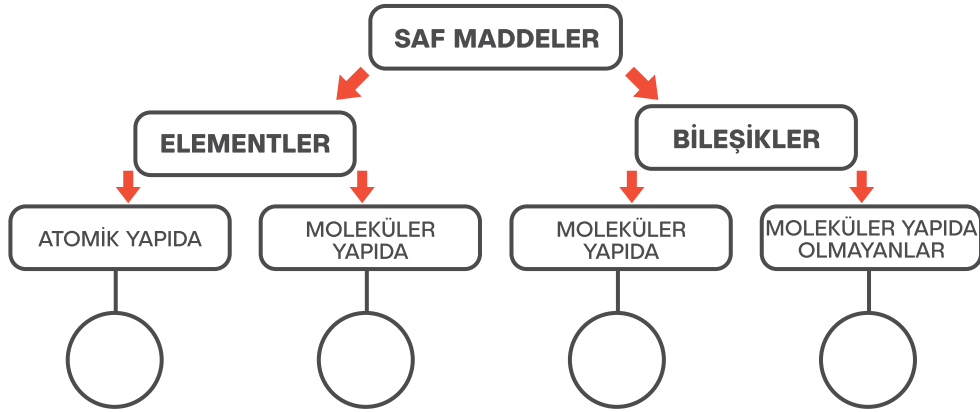 SAF MADDELER
ELEMENTLER
BİLEŞİKLER
ATOMİK YAPIDA
MOLEKÜLER
YAPIDA
MOLEKÜLER
YAPIDA
MOLEKÜLER YAPIDA
OLMAYANLAR